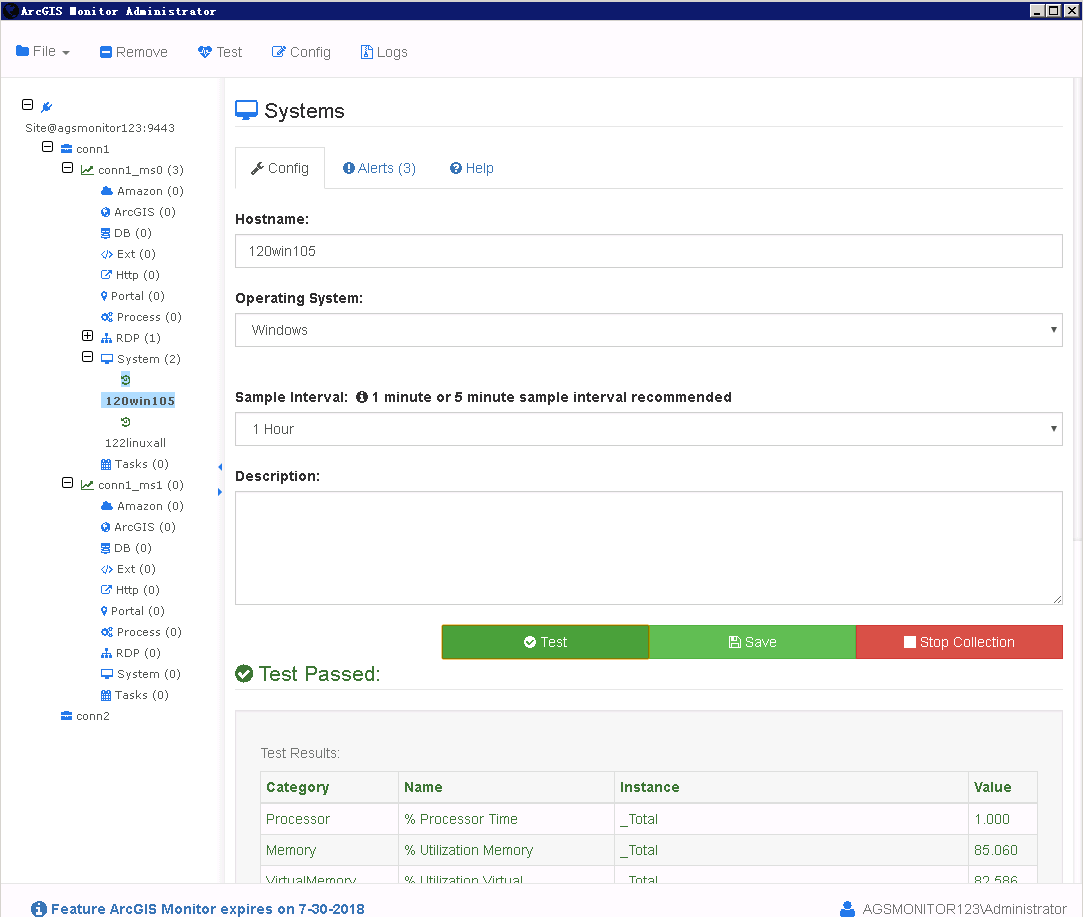 ArcGIS Monitor Administrator
File Remove Test Config Logs
Site@agsmonitor123:9443
conn1
conn1_ms0 (3)
Amazon (0)
ArcGIS (0)
DB (0)
Ext (0)
Http (0)
Portal (0)
Process (0)
RDP (1)
System (2)
120win105
122linuxall
Tasks (0)
conn1_ms1 (0)
Amazon (0)
ArcGIS (0)
DB (0)
Ext (0)
Http (0)
Portal (0)
Process (0)
RDP (0)
System (0)
Tasks (0)
conn2
Systems
Config Alerts (3) Help
Hostname:
120win105
Operating System:
Windows
Sample Interval: 1 minute or 5 minute sample interval recommended
1 Hour
Description:
Test Save Stop Collection
Test Passed:
Test Results:
Category Name Instance Value
Processor % Processor Time _Total 1.000
Memory % Utilization Memory _Total 85.060
VirtualMemory % Utilization Virtual _Total 82.586
Feature ArcGIS Monitor expires on 7-30-2018
AGSMONITOR123\Administrator